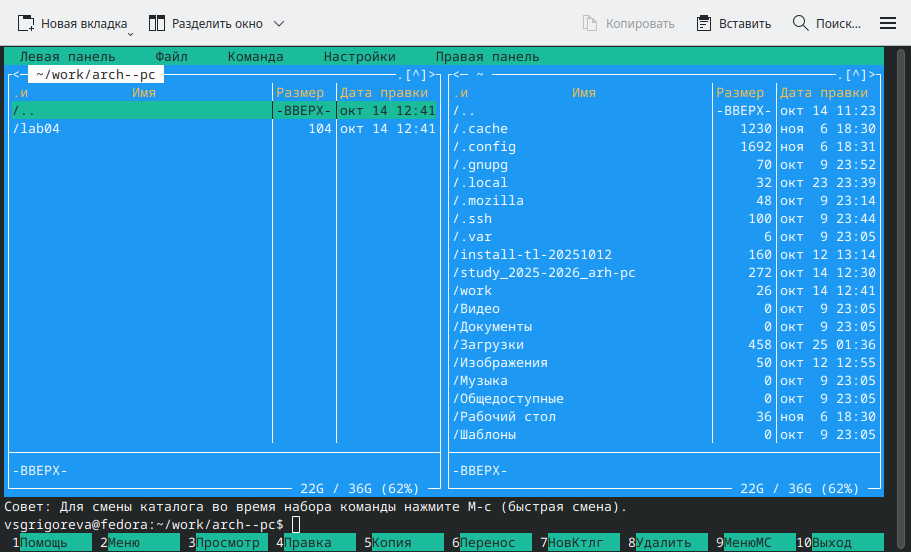 Новая вкладка Разделить окно Копировать Вставить Поиск...
Левая панель Файл Команда Настройки Правая панель
<─ ~/work/arch--pc .[^]> <─ ~ .[^]>
.и Имя Размер Дата правки .и Имя Размер Дата правки
/.. -ВВЕРХ- окт 14 12:41 /.. -ВВЕРХ- окт 14 11:23
/lab04 104 окт 14 12:41 /.cache 1230 ноя 6 18:30
/.config 1692 ноя 6 18:31
/.gnupg 70 окт 9 23:52
/.local 32 окт 23 23:39
/.mozilla 48 окт 9 23:14
/.ssh 100 окт 9 23:44
/.var 6 окт 9 23:05
/install-tl-20251012 160 окт 12 13:14
/study_2025-2026_arh-pc 272 окт 14 12:30
/work 26 окт 14 12:41
/Видео 0 окт 9 23:05
/Документы 0 окт 9 23:05
/Загрузки 458 окт 25 01:36
/Изображения 50 окт 12 12:55
/Музыка 0 окт 9 23:05
/Общедоступные 0 окт 9 23:05
/Рабочий стол 36 ноя 6 18:30
/Шаблоны 0 окт 9 23:05
-ВВЕРХ- -ВВЕРХ-
22G / 36G (62%) 22G / 36G (62%)
Совет: Для смены каталога во время набора команды нажмите M-c (быстрая смена).
vsgrigoreva@fedora:~/work/arch--pc$
1Помощь 2Меню 3Просмотр 4Правка 5Копия 6Перенос 7НовКтлг 8Удалить 9МенюMC 10Выход